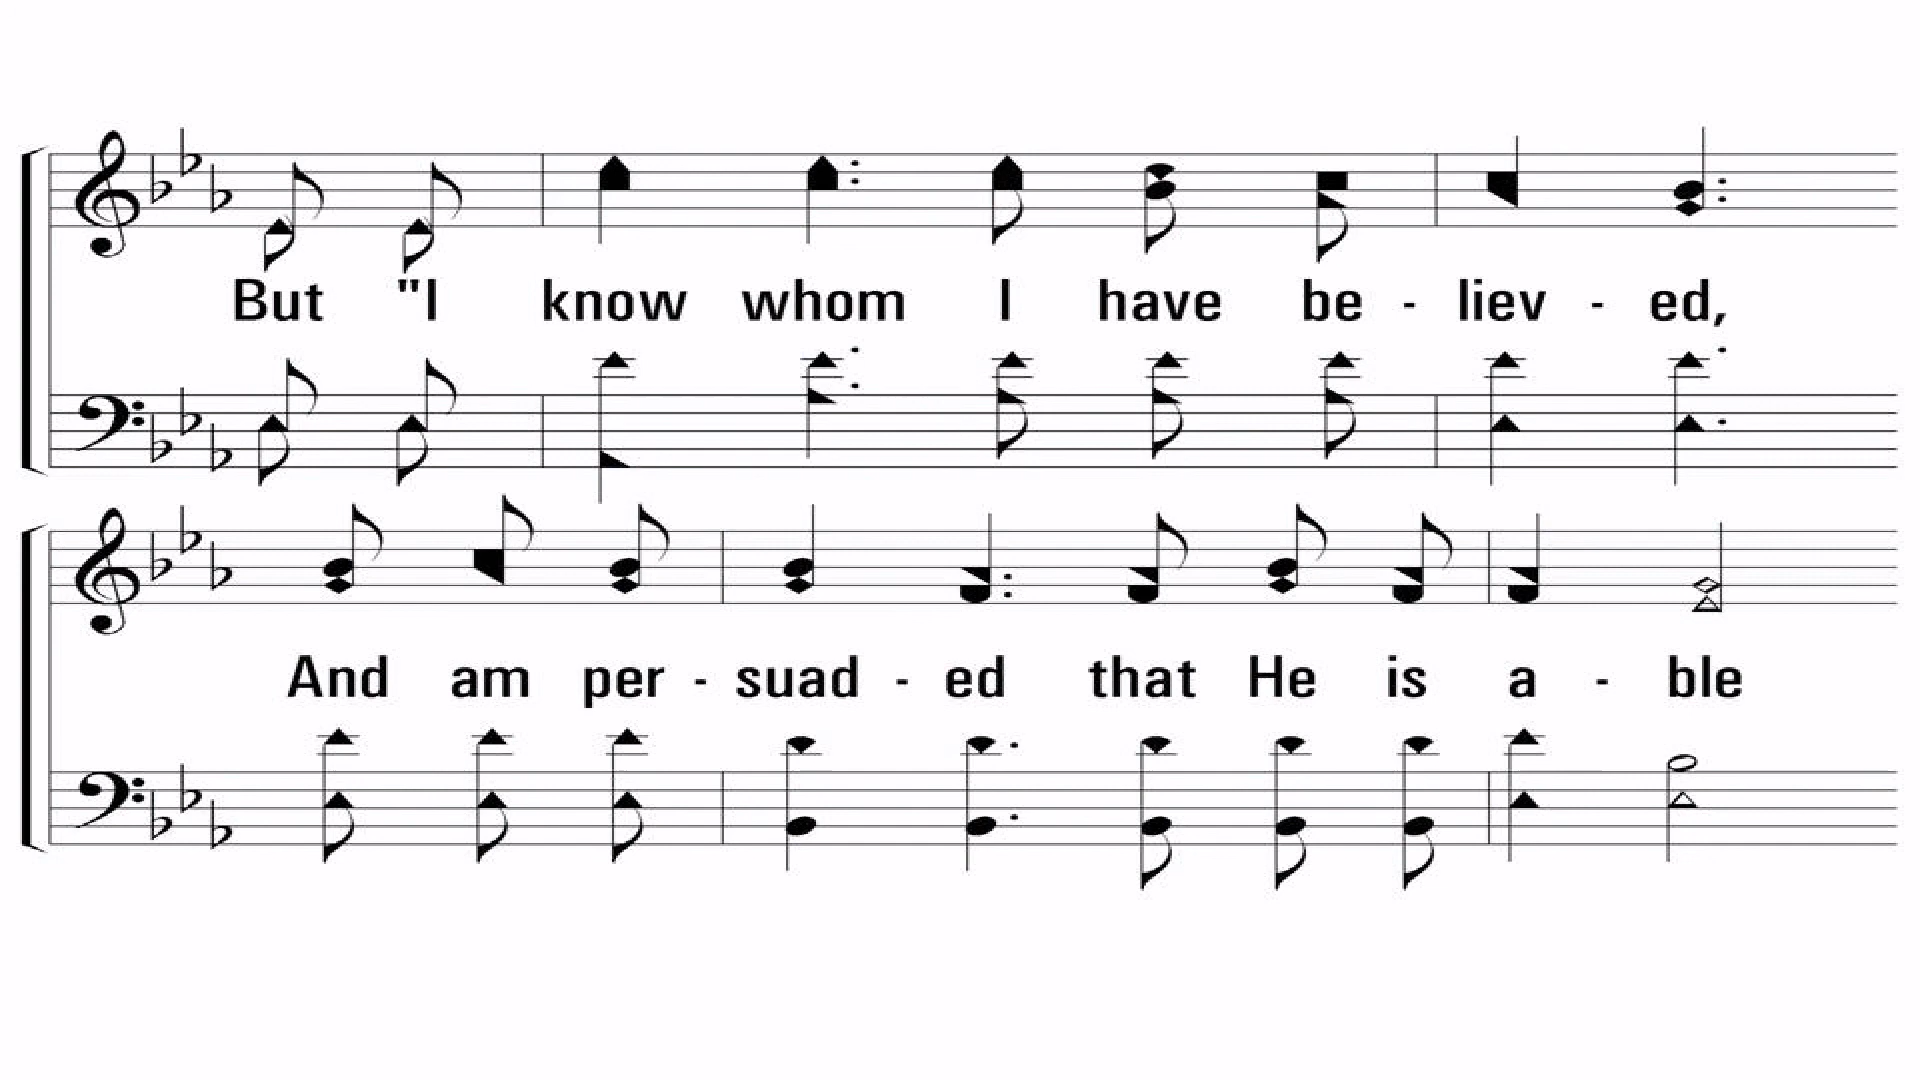 But "I know whom I have be - liev - ed,
And am per - suad - ed that He is a - ble